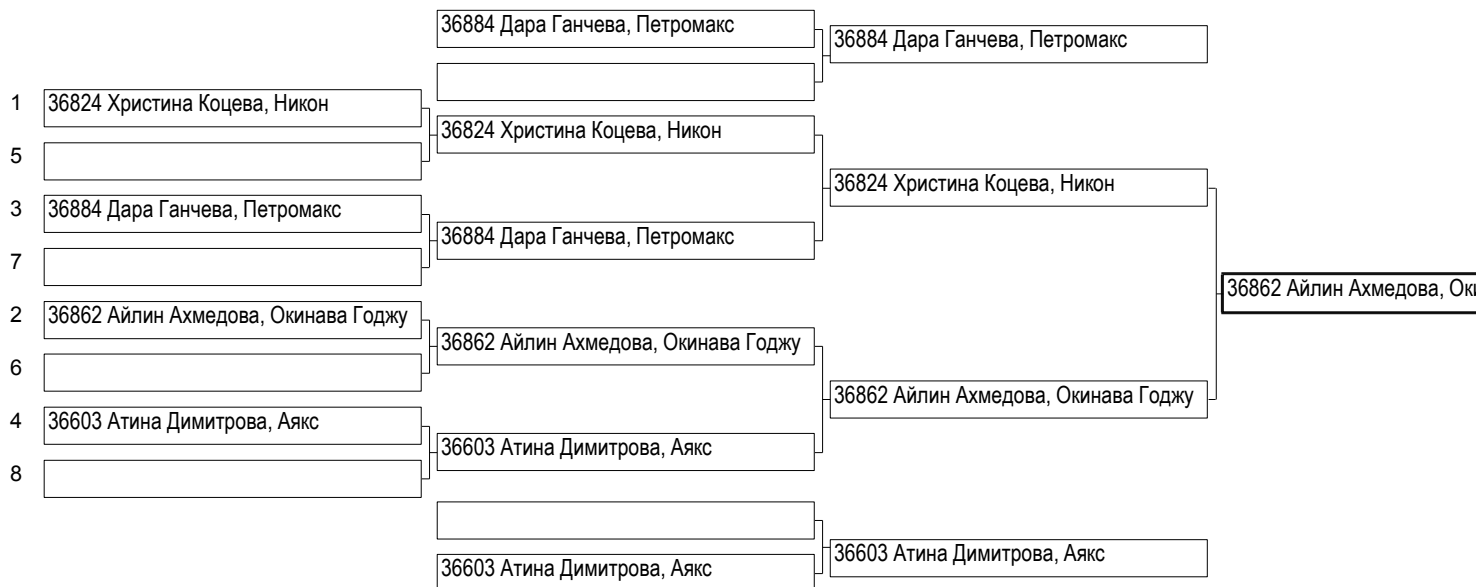 36884 Дара Ганчева, Петромакс
36884 Дара Ганчева, Петромакс
1 36824 Христина Коцева, Никон
36824 Христина Коцева, Никон
5
36824 Христина Коцева, Никон
3 36884 Дара Ганчева, Петромакс
36884 Дара Ганчева, Петромакс
7
36862 Айлин Ахмедова, Оки
2 36862 Айлин Ахмедова, Окинава Годжу
36862 Айлин Ахмедова, Окинава Годжу
6
36862 Айлин Ахмедова, Окинава Годжу
4 36603 Атина Димитрова, Аякс
36603 Атина Димитрова, Аякс
8
36603 Атина Димитрова, Аякс
36603 Атина Димитрова, Аякс